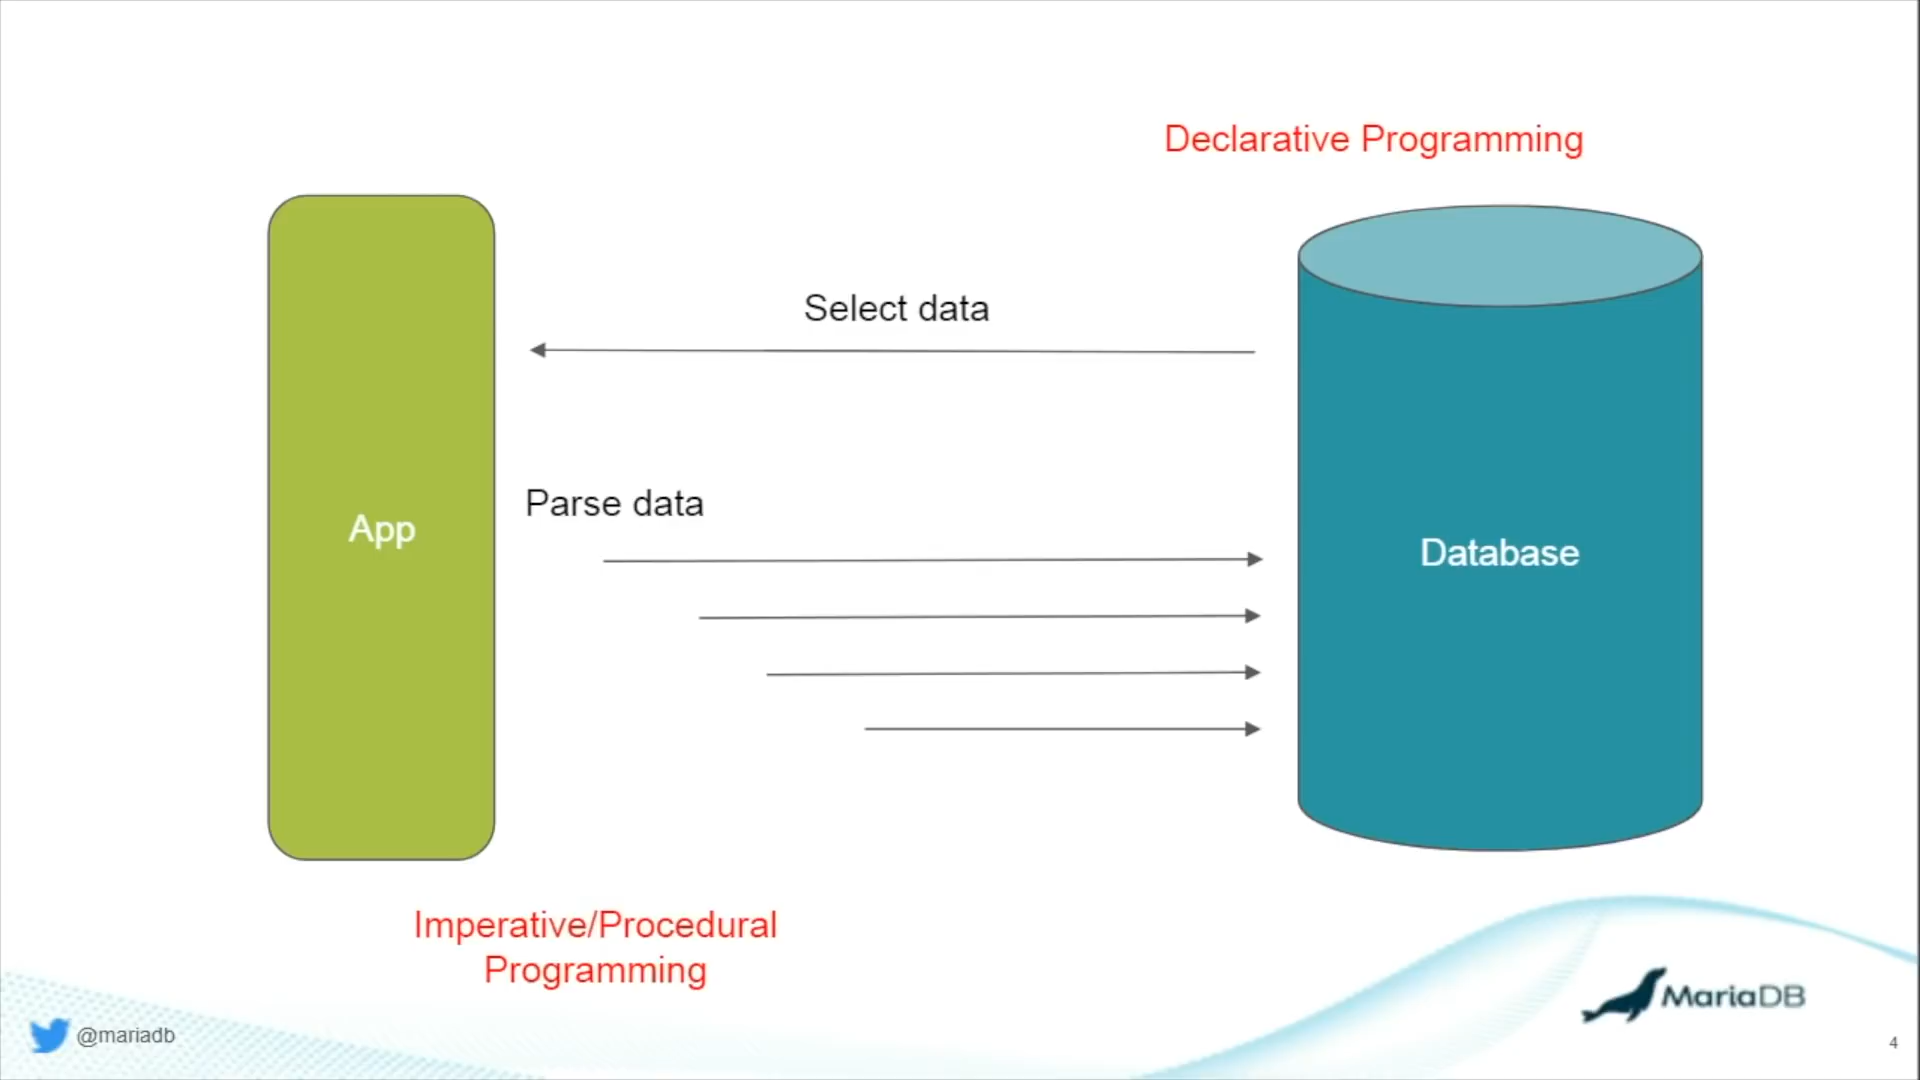 Declarative Programming
Select data
Parse data
App
Database
Imperative/Procedural
Programming
MariaDB
@mariadb
4